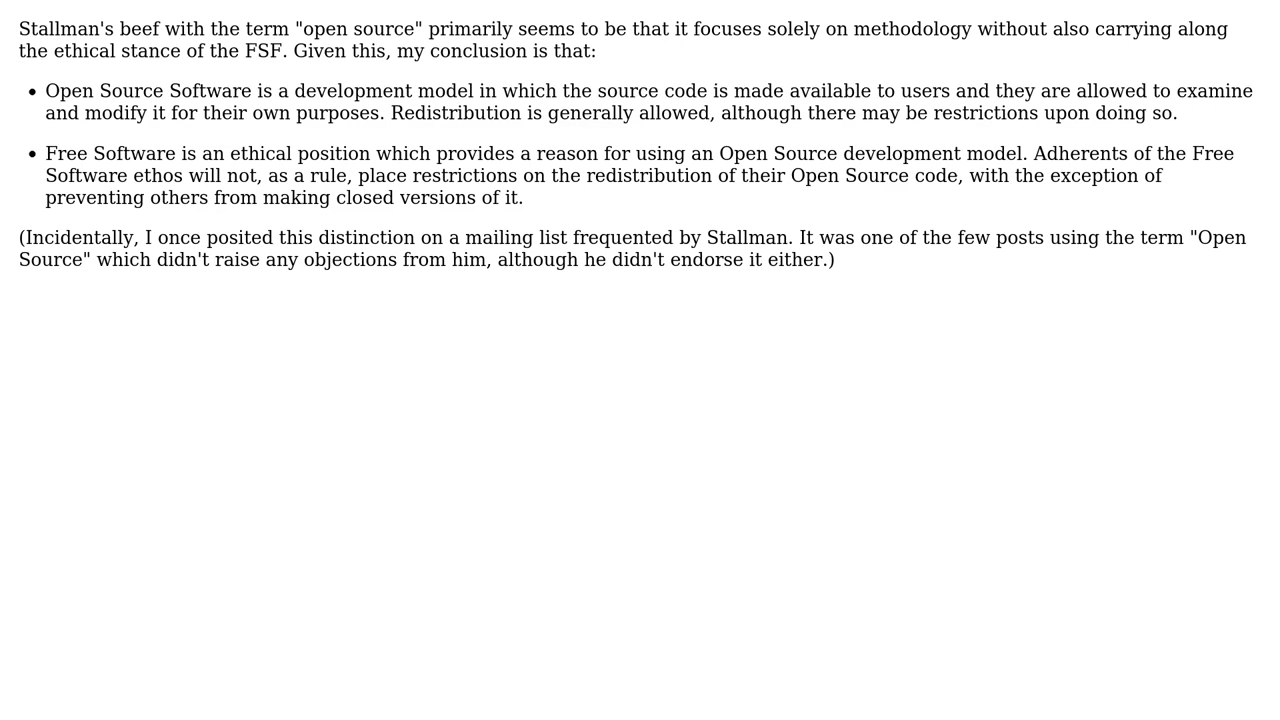 Stallman's beef with the term "open source" primarily seems to be that it focuses solely on methodology without also carrying along
the ethical stance of the FSF. Given this, my conclusion is that:
• Open Source Software is a development model in which the source code is made available to users and they are allowed to examine
and modify it for their own purposes. Redistribution is generally allowed, although there may be restrictions upon doing so.
• Free Software is an ethical position which provides a reason for using an Open Source development model. Adherents of the Free
Software ethos will not, as a rule, place restrictions on the redistribution of their Open Source code, with the exception of
preventing others from making closed versions of it.
(Incidentally, I once posited this distinction on a mailing list frequented by Stallman. It was one of the few posts using the term "Open
Source" which didn't raise any objections from him, although he didn't endorse it either.)